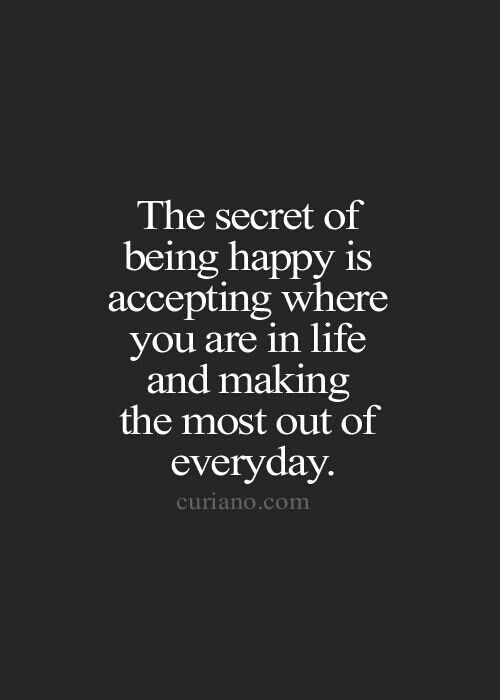 The secret of
being happy is
accepting where
you are in life
and making
the most out of
everyday.
curiano.com